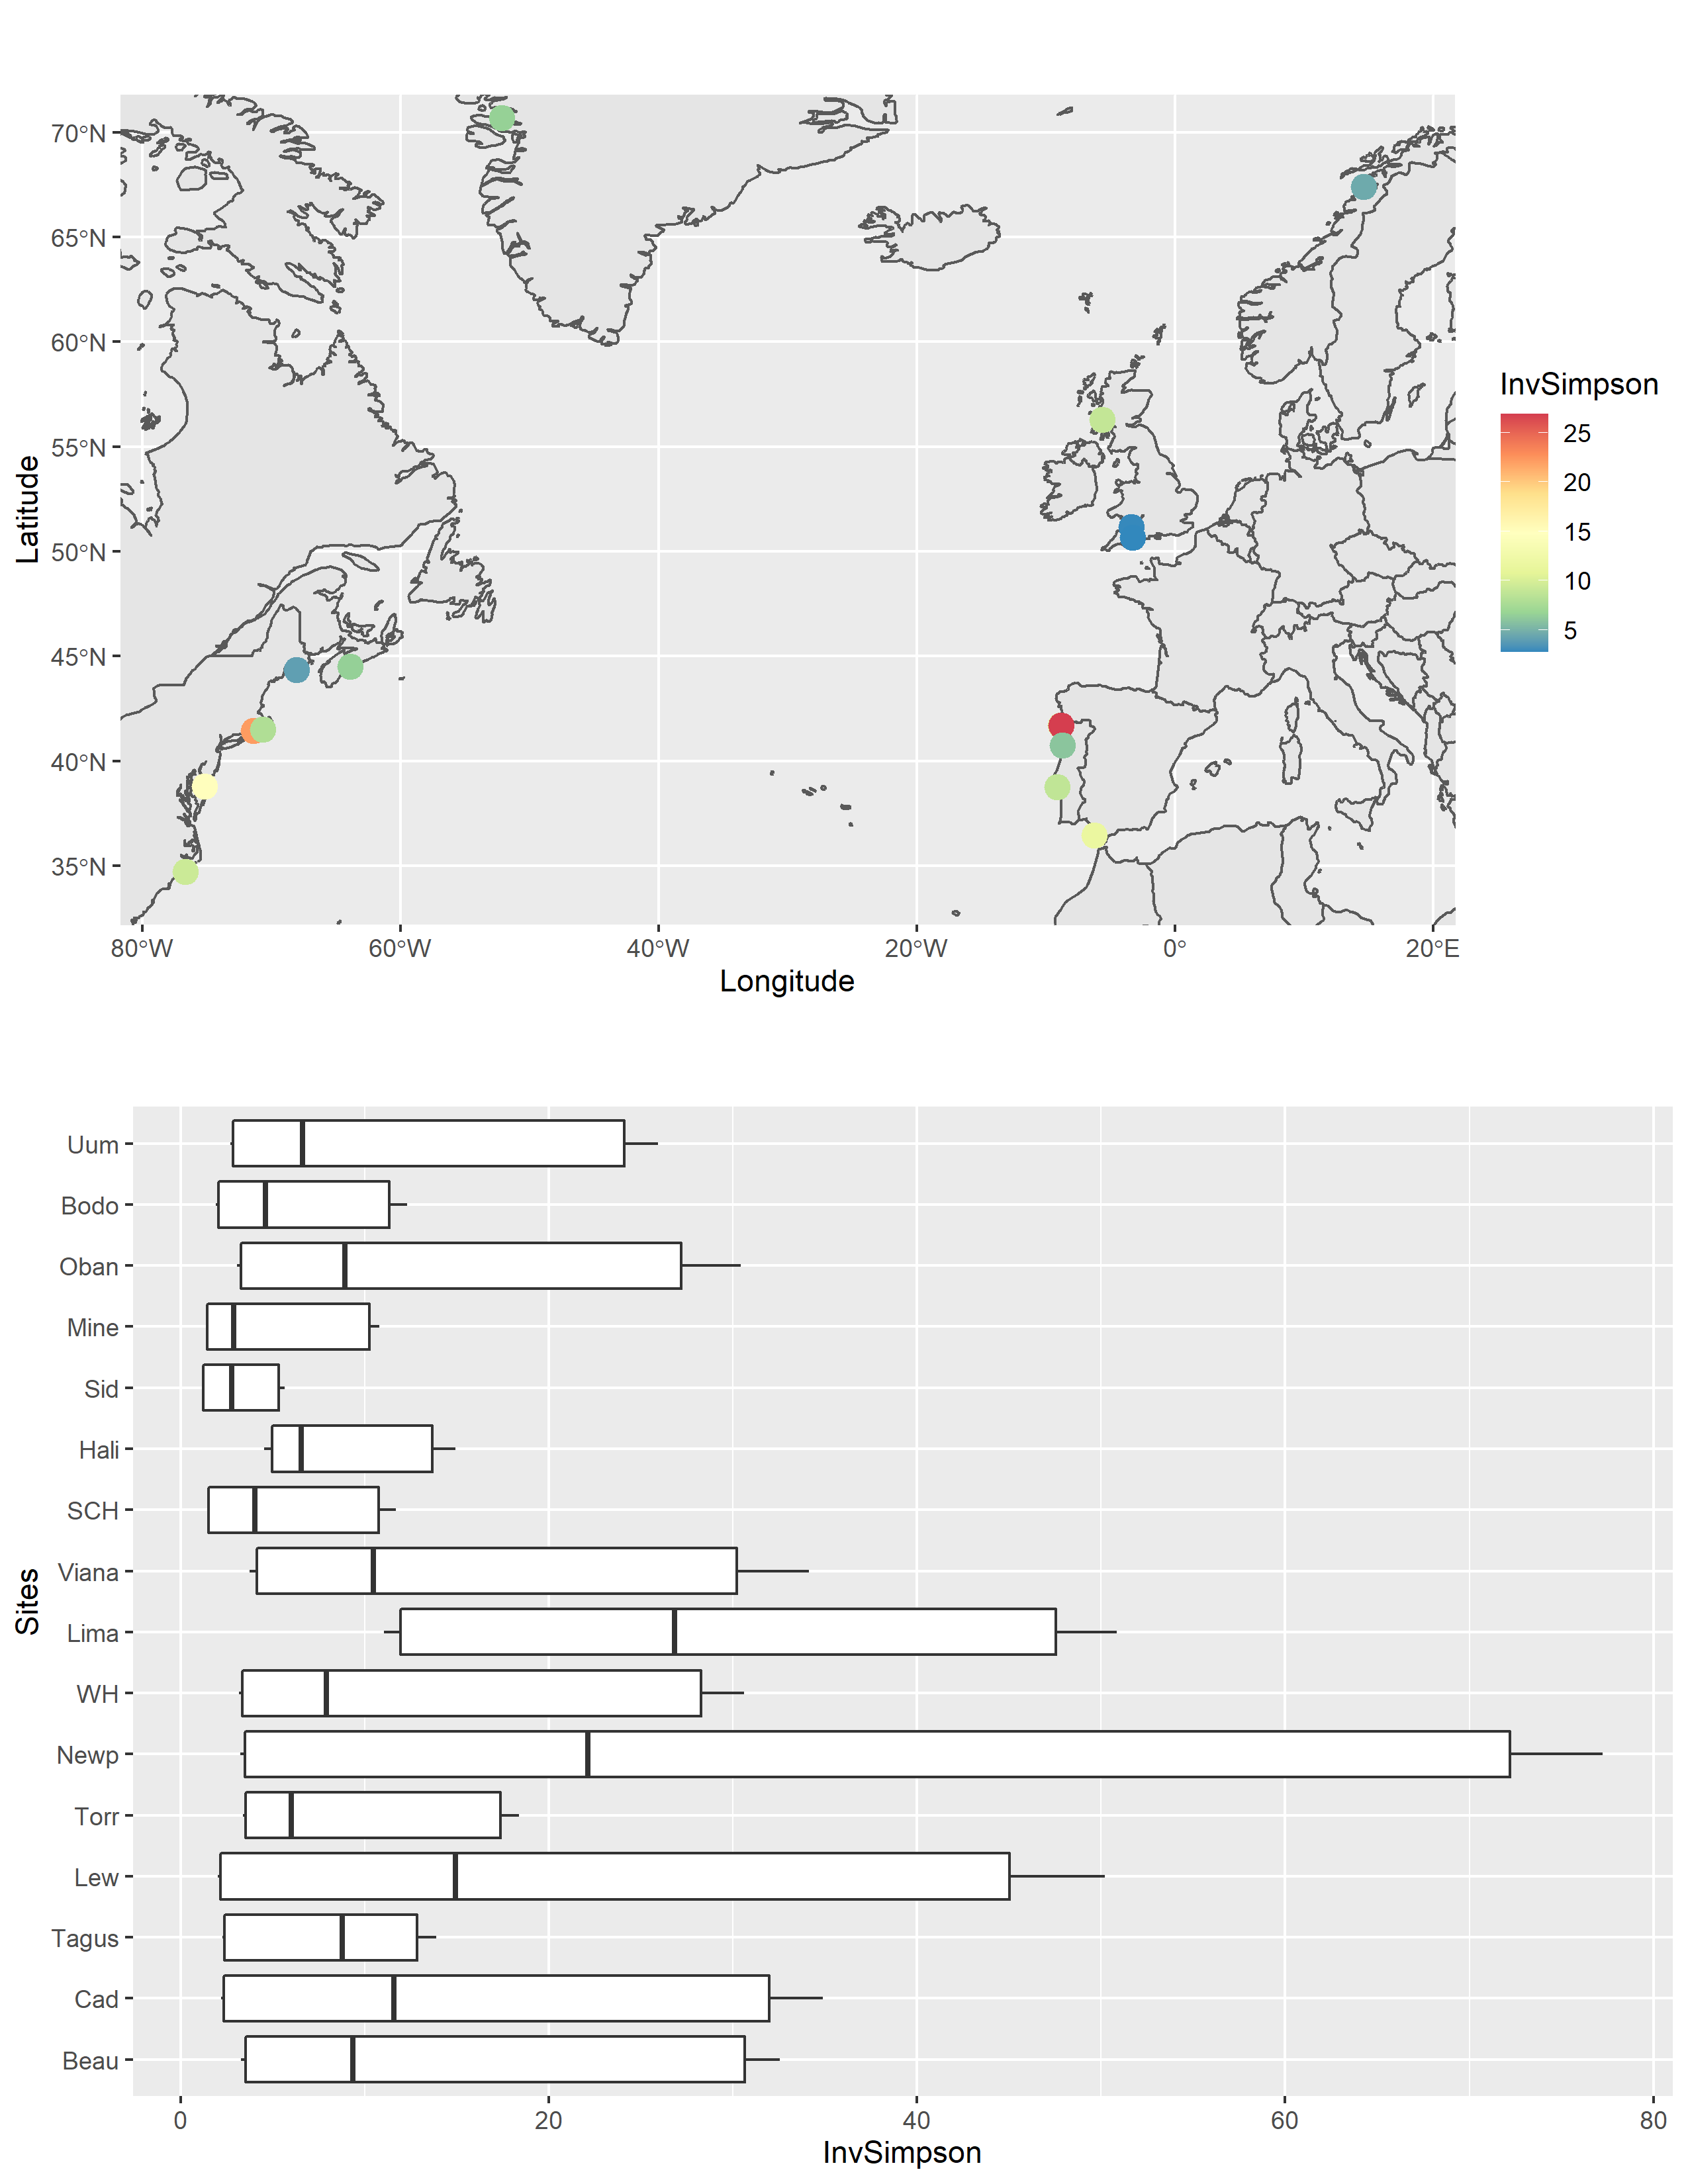 70°N
65°N
60°N
55°N
50°N
45°N
40°N
35°N
Latitude
80°W 60°W 40°W 20°W 0° 20°E
Longitude
InvSimpson
25
20
15
10
5
Uum
Bodo
Oban
Mine
Sid
Hali
SCH
Viana
Lima
WH
Newp
Torr
Lew
Tagus
Cad
Beau
Sites
0 20 40 60 80
InvSimpson